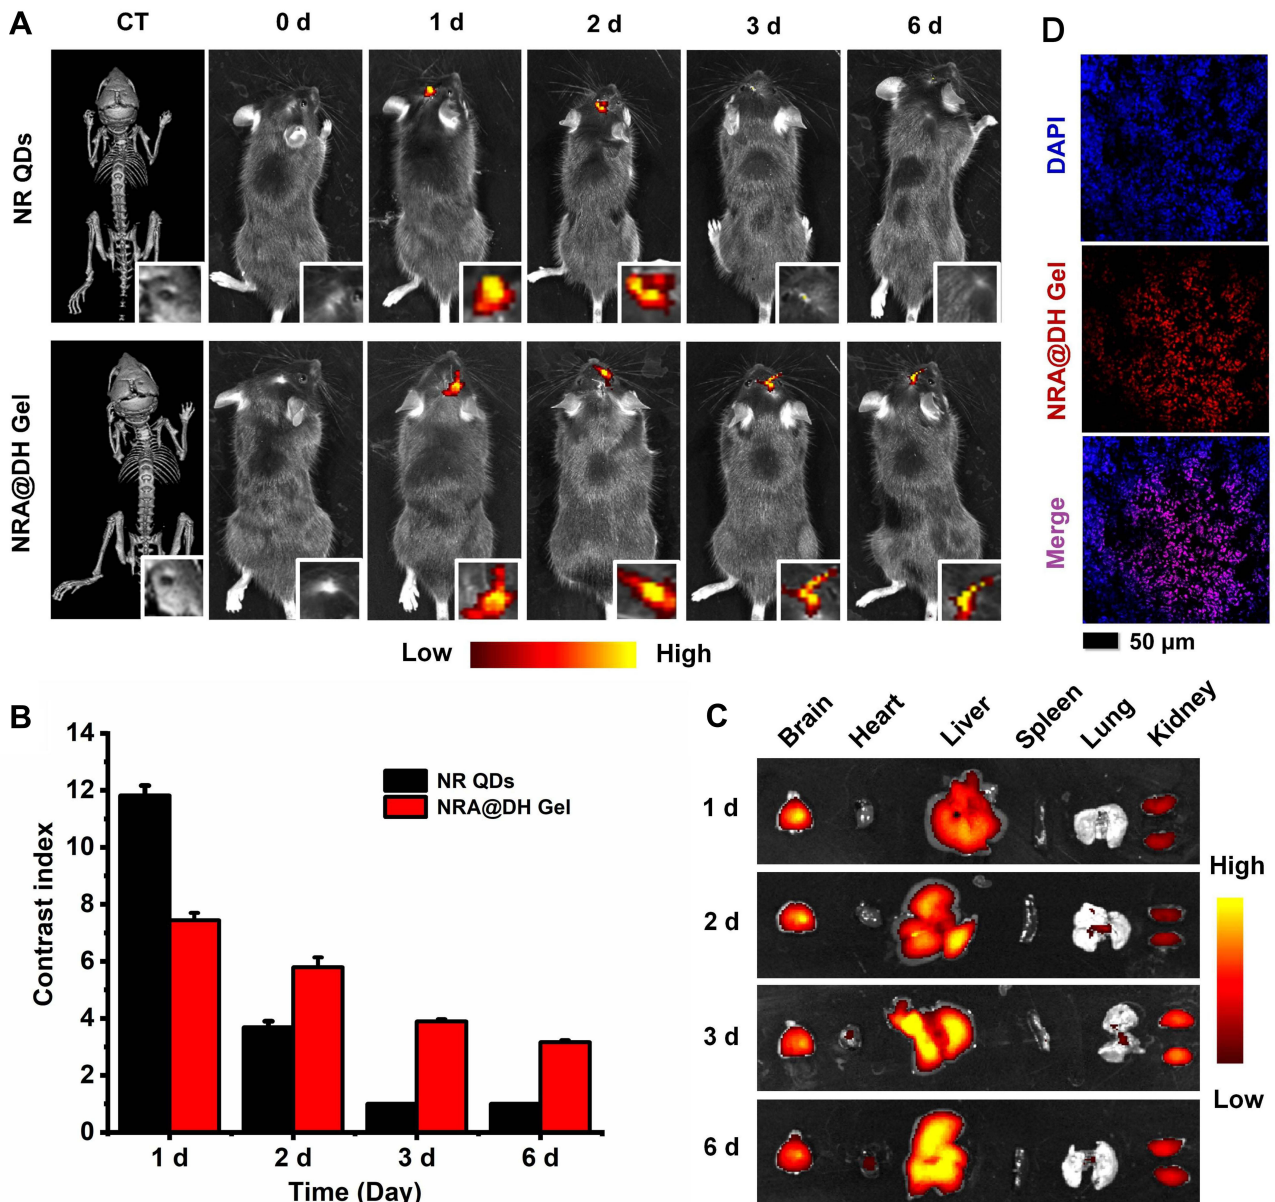 A
CT
0 d
1 d
2 d
3 d
6 d
NR QDs
NRA@DH Gel
Low
High
D
DAPI
NRA@DH Gel
Merge
50 μm
B
14
12
10
8
6
4
2
0
Contrast index
NR QDs
NRA@DH Gel
1 d
2 d
3 d
6 d
Time (Day)
C
Brain
Heart
Liver
Spleen
Lung
Kidney
1 d
2 d
3 d
6 d
High
Low